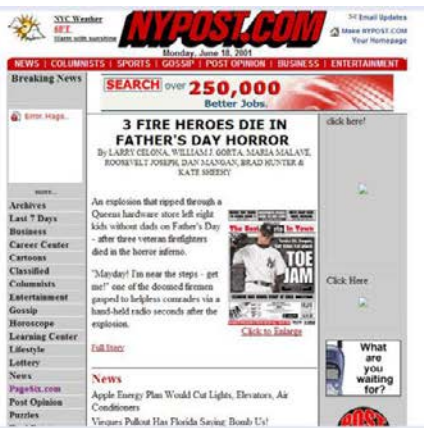 NYC Weather
Warm with sunshine
NYPOST.COM
Email Updates
Make NYPOST.COM
Your Homepage
Monday, June 18, 2001
NEWS | COLUMNISTS | SPORTS | GOSSIP | POST OPINION | BUSINESS | ENTERTAINMENT
Breaking News
Error. Haga..
more...
Archives
Last 7 Days
Business
Career Center
Cartoons
Classified
Columnists
Entertainment
Gossip
Horoscope
Learning Center
Lifestyle
Lottery
News
PageSix.com
Post Opinion
Puzzles
SEARCH over 250,000
Better Jobs.
3 FIRE HEROES DIE IN
FATHER'S DAY HORROR
By LARRY CELONA, WILLIAM J. GORTA, MARIA MALAVE,
ROOSEVELT JOSEPH, DAN MANGAN, BRAD HUNTER &
KATE SHEEHY
An explosion that ripped through a
Queens hardware store left eight
kids without dads on Father's Day
- after three veteran firefighters
died in the horror inferno.
"Mayday! I'm near the steps - get
me!" one of the doomed firemen
gasped to helpless comrades via a
hand-held radio seconds after the
explosion.
Full Story
TOE
JAM
Click to Enlarge
News
Apple Energy Plan Would Cut Lights, Elevators, Air
Conditioners
Vieques Pullout Has Florida Saying: Bomb Us!
click here!
Click Here
What
are
you
waiting
for?